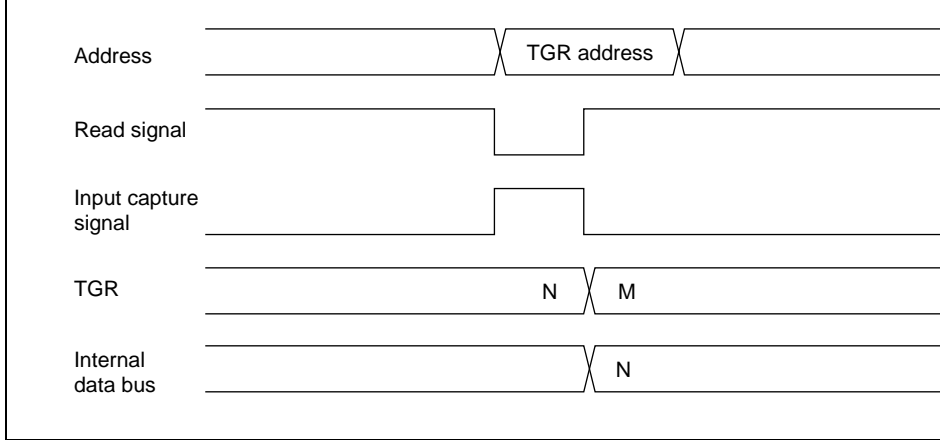 Address
TGR address
Read signal
Input capture
signal
TGR
N
M
Internal
data bus
N